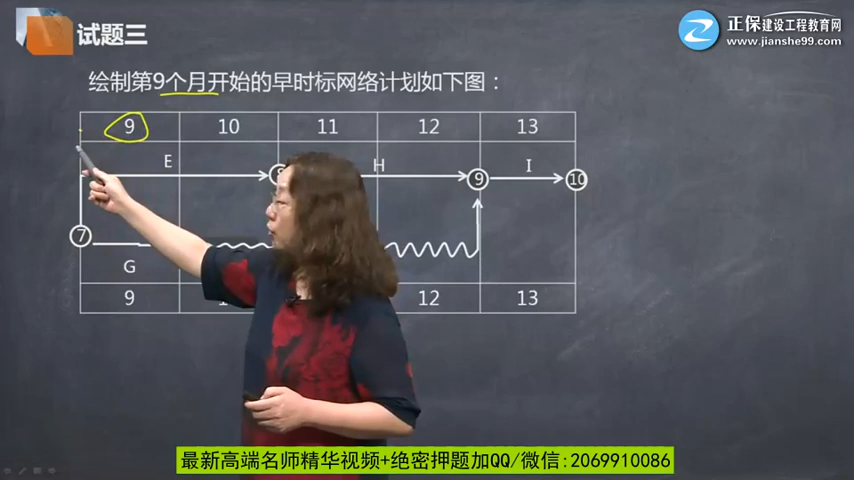 试题三
正保建设工程教育网
www.jianshe99.com
绘制第9个月开始的早时标网络计划如下图：
9 10 11 12 13
E H I
9 10
7
G
9 12 13
最新高端名师精华视频+绝密押题加QQ/微信:2069910086